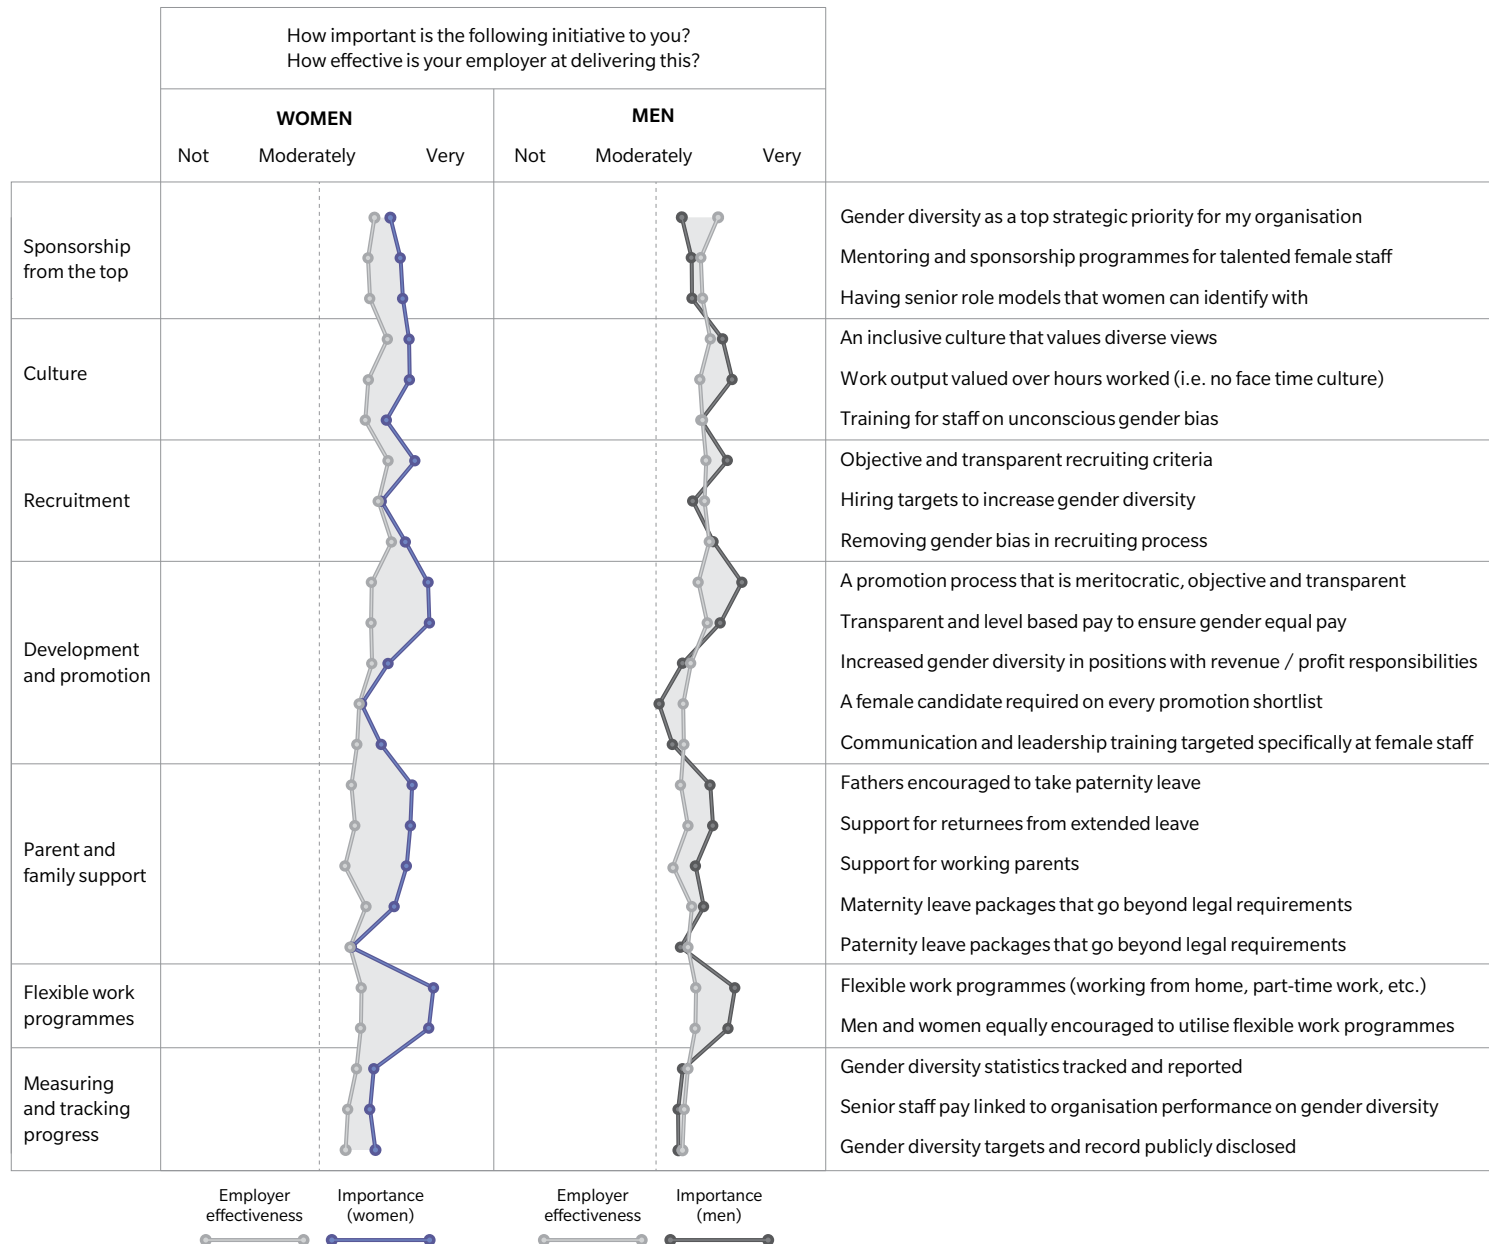 How important is the following initiative to you?
How effective is your employer at delivering this?
WOMEN
MEN
Not Moderately Very
Not Moderately Very
Sponsorship
from the top
Gender diversity as a top strategic priority for my organisation
Mentoring and sponsorship programmes for talented female staff
Having senior role models that women can identify with
Culture
An inclusive culture that values diverse views
Work output valued over hours worked (i.e. no face time culture)
Training for staff on unconscious gender bias
Recruitment
Objective and transparent recruiting criteria
Hiring targets to increase gender diversity
Removing gender bias in recruiting process
Development
and promotion
A promotion process that is meritocratic, objective and transparent
Transparent and level based pay to ensure gender equal pay
Increased gender diversity in positions with revenue / profit responsibilities
A female candidate required on every promotion shortlist
Communication and leadership training targeted specifically at female staff
Parent and
family support
Fathers encouraged to take paternity leave
Support for returnees from extended leave
Support for working parents
Maternity leave packages that go beyond legal requirements
Paternity leave packages that go beyond legal requirements
Flexible work
programmes
Flexible work programmes (working from home, part-time work, etc.)
Men and women equally encouraged to utilise flexible work programmes
Measuring
and tracking
progress
Gender diversity statistics tracked and reported
Senior staff pay linked to organisation performance on gender diversity
Gender diversity targets and record publicly disclosed
Employer
effectiveness
Importance
(women)
Employer
effectiveness
Importance
(men)